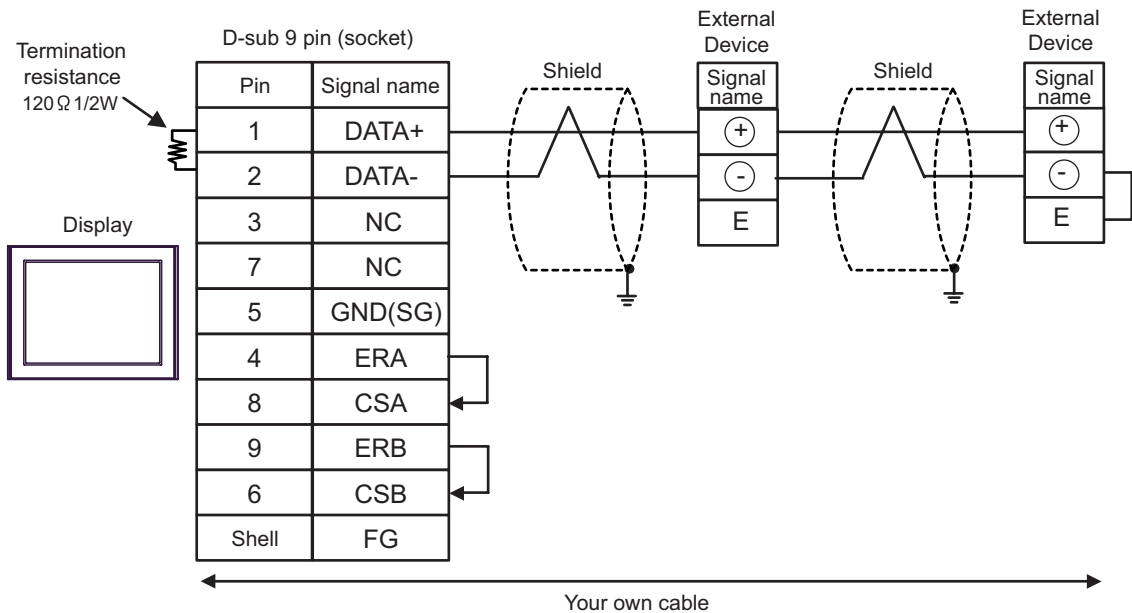 Termination
resistance
120Ω 1/2W
D-sub 9 pin (socket)
Pin Signal name
1 DATA+
2 DATA-
3 NC
7 NC
5 GND(SG)
4 ERA
8 CSA
9 ERB
6 CSB
Shell FG
Display
Shield
External
Device
Signal
name
+
-
E
Shield
External
Device
Signal
name
+
-
E
Your own cable